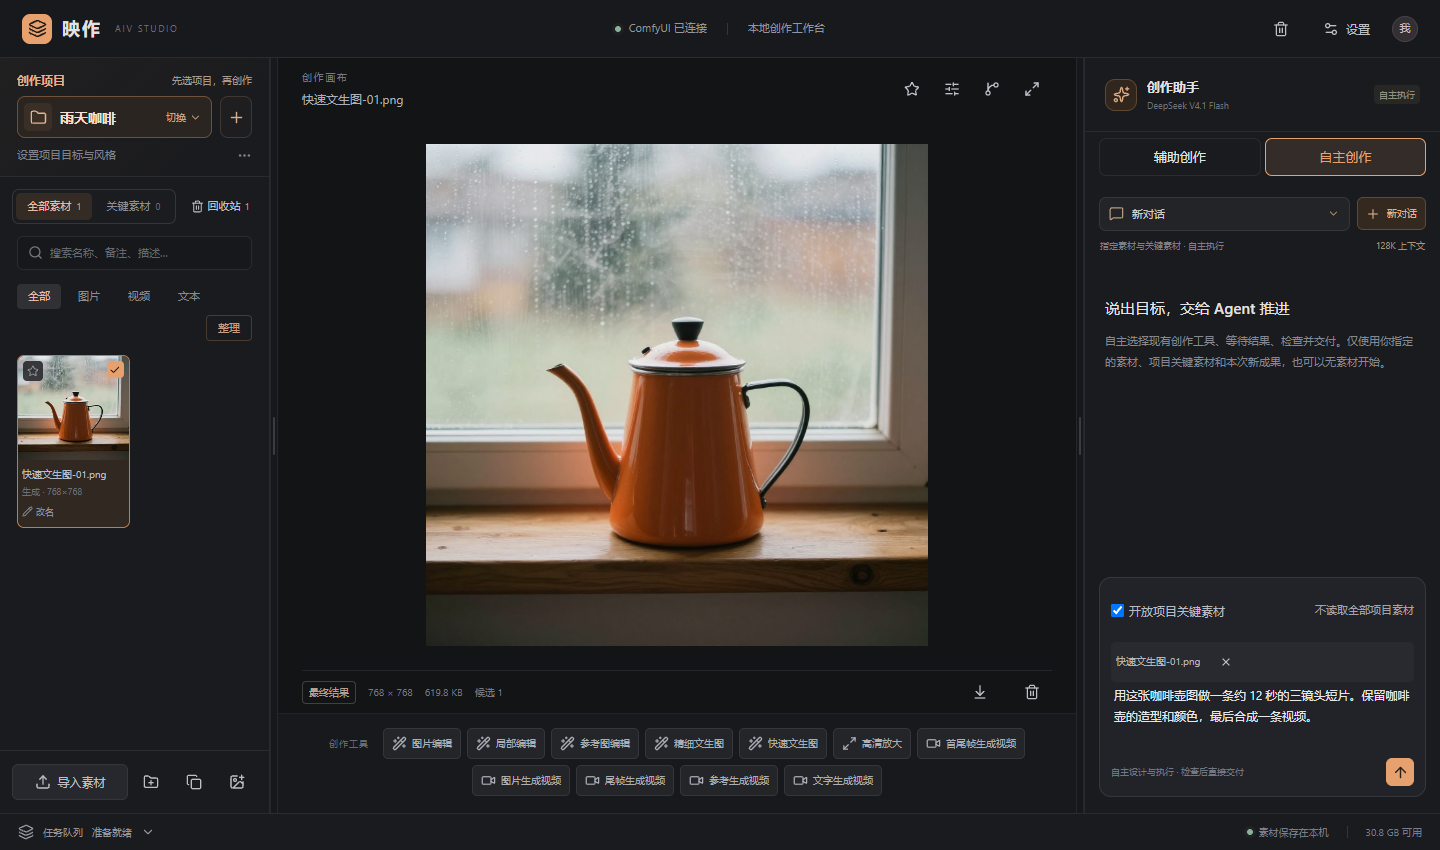 映作 AIV STUDIO
ComfyUI 已连接
本地创作工作台
设置
我
创作项目
先选项目，再创作
雨天咖啡
切换
设置项目目标与风格
全部素材 1
关键素材 0
回收站 1
搜索名称、备注、描述...
全部
图片
视频
文本
整理
快速文生图-01.png
生成 · 768×768
改名
导入素材
创作画布
快速文生图-01.png
最终结果
768 × 768
619.8 KB
候选 1
创作工具
图片编辑
局部编辑
参考图编辑
精细文生图
快速文生图
高清放大
首尾帧生成视频
图片生成视频
尾帧生成视频
参考生成视频
文字生成视频
创作助手
DeepSeek V4.1 Flash
自主执行
辅助创作
自主创作
新对话
新对话
指定素材与关键素材 · 自主执行
128K 上下文
说出目标，交给 Agent 推进
自主选择现有创作工具、等待结果、检查并交付。仅使用你指定
的素材、项目关键素材和本次新成果，也可以无素材开始。
开放项目关键素材
不读取全部项目素材
快速文生图-01.png
用这张咖啡壶图做一条约 12 秒的三镜头短片。保留咖啡
壶的造型和颜色，最后合成一条视频。
自主设计与执行 · 检查后直接交付
任务队列
准备就绪
素材保存在本机
30.8 GB 可用